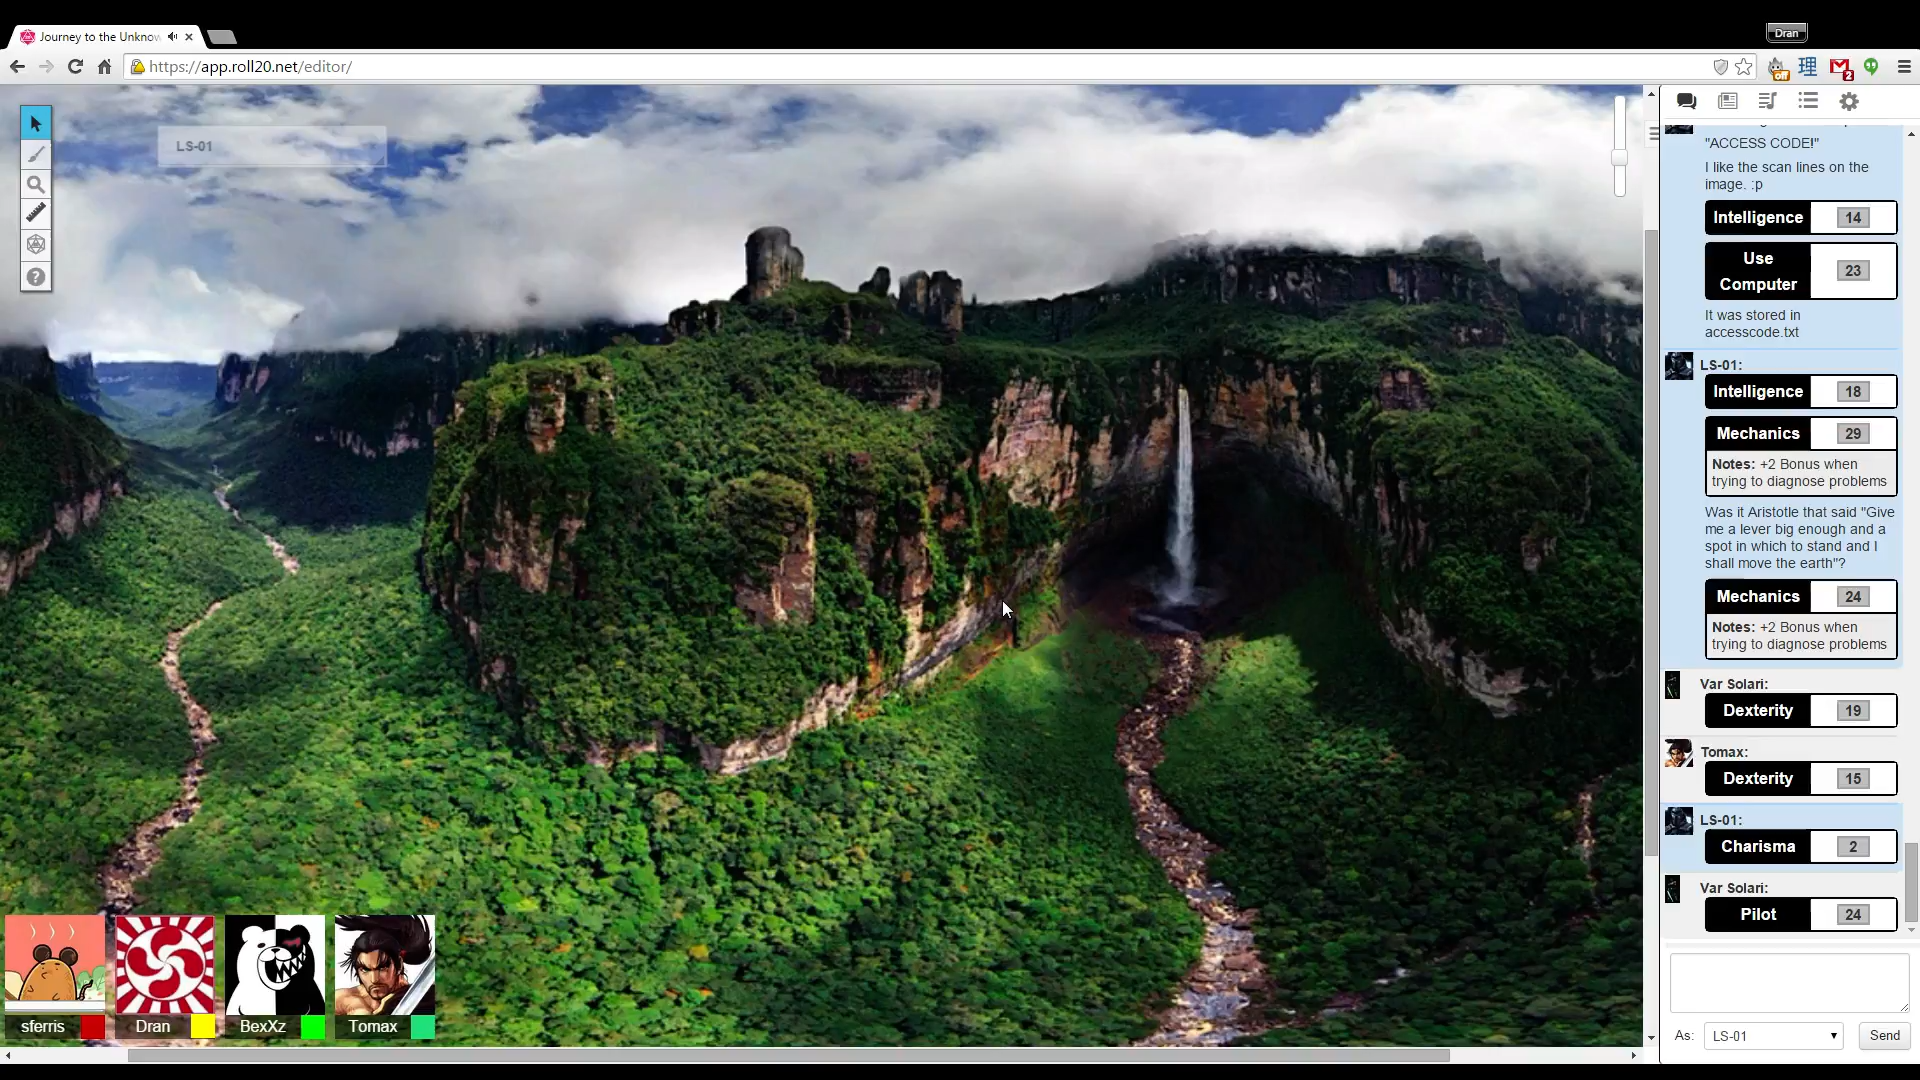 Dran
Journey to the Unknow
https://app.roll20.net/editor/
off
理
2
LS-01
"ACCESS CODE!"
I like the scan lines on the
image. :p
Intelligence 14
Use
Computer 23
It was stored in
accesscode.txt
LS-01:
Intelligence 18
Mechanics 29
Notes: +2 Bonus when
trying to diagnose problems
Was it Aristotle that said "Give
me a lever big enough and a
spot in which to stand and I
shall move the earth"?
Mechanics 24
Notes: +2 Bonus when
trying to diagnose problems
Var Solari:
Dexterity 19
Tomax:
Dexterity 15
LS-01:
Charisma 2
Var Solari:
Pilot 24
sferris
Dran
BexXz
Tomax
As: LS-01 Send